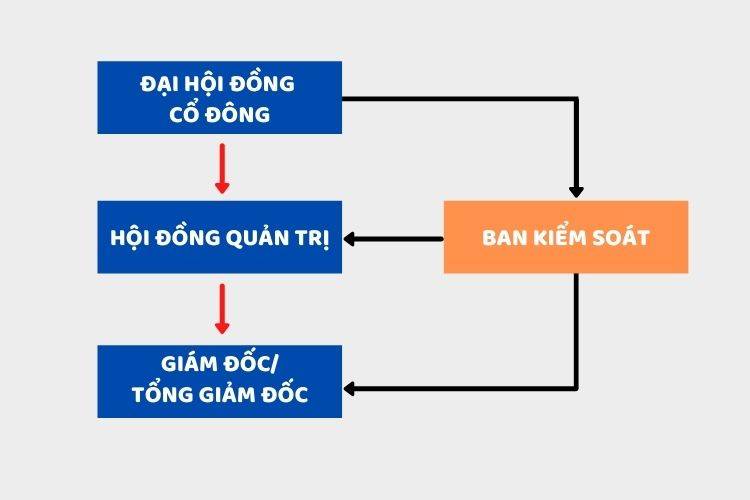 ĐẠI HỘI ĐỒNG
CỔ ĐÔNG
HỘI ĐỒNG QUẢN TRỊ
BAN KIỂM SOÁT
GIÁM ĐỐC/
TỔNG GIẢM ĐỐC